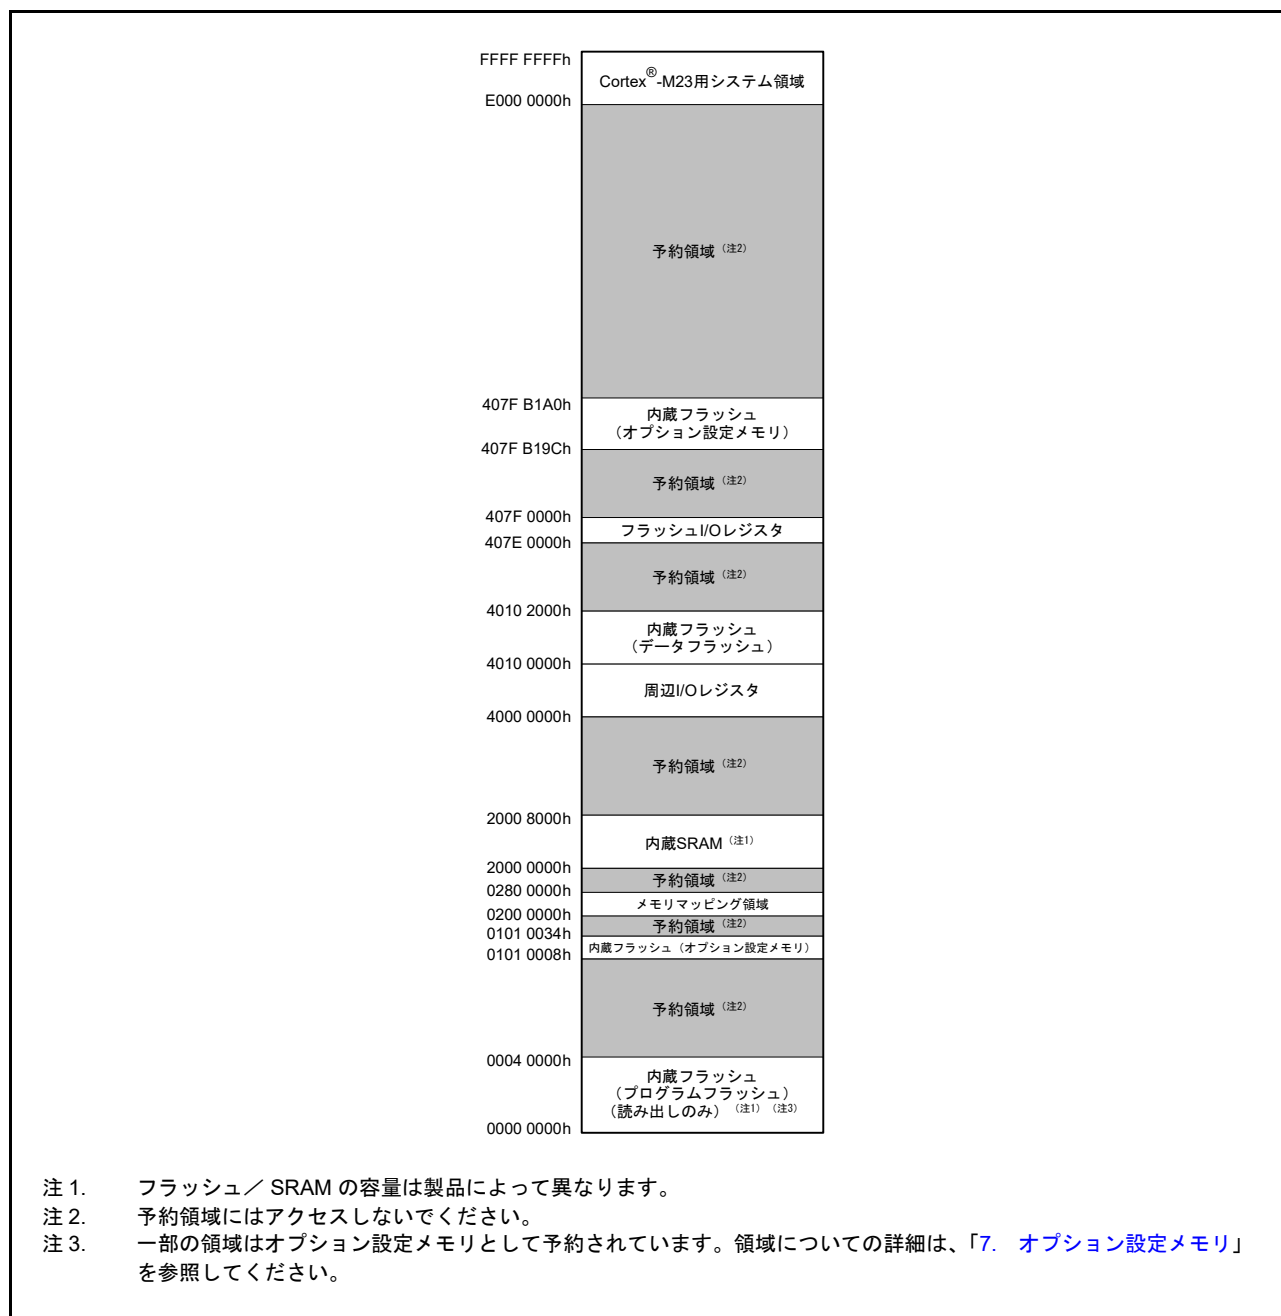 FFFF FFFFh
Cortex®-M23用システム領域
E000 0000h
予約領域（注2）
407F B1A0h
内蔵フラッシュ
（オプション設定メモリ）
407F B19Ch
予約領域（注2）
407F 0000h
フラッシュI/Oレジスタ
407E 0000h
予約領域（注2）
4010 2000h
内蔵フラッシュ
（データフラッシュ）
4010 0000h
周辺I/Oレジスタ
4000 0000h
予約領域（注2）
2000 8000h
内蔵SRAM（注1）
2000 0000h
予約領域（注2）
0280 0000h
メモリマッピング領域
0200 0000h
予約領域（注2）
0101 0034h
内蔵フラッシュ（オプション設定メモリ）
0101 0008h
予約領域（注2）
0004 0000h
内蔵フラッシュ
（プログラムフラッシュ）
（読み出しのみ）（注1）（注3）
0000 0000h
注 1. フラッシュ／ SRAM の容量は製品によって異なります。
注 2. 予約領域にはアクセスしないでください。
注 3. 一部の領域はオプション設定メモリとして予約されています。領域についての詳細は、「7. オプション設定メモリ」
を参照してください。